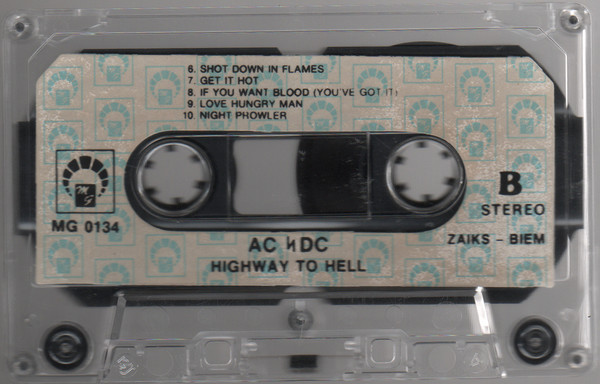 6. SHOT DOWN IN FLAMES
7. GET IT HOT
8. IF YOU WANT BLOOD (YOU'VE GOT IT)
9. LOVE HUNGRY MAN
10. NIGHT PROWLER
MG
MG 0134
B
STEREO
ZAIKS - BIEM
AC ϟ DC
HIGHWAY TO HELL